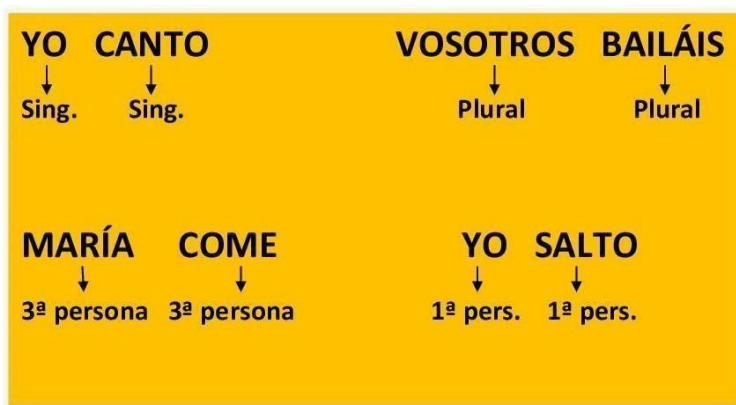 YO CANTO VOSOTROS BAILÁIS
Sing. Sing. Plural Plural
MARÍA COME YO SALTO
3ª persona 3ª persona 1ª pers. 1ª pers.